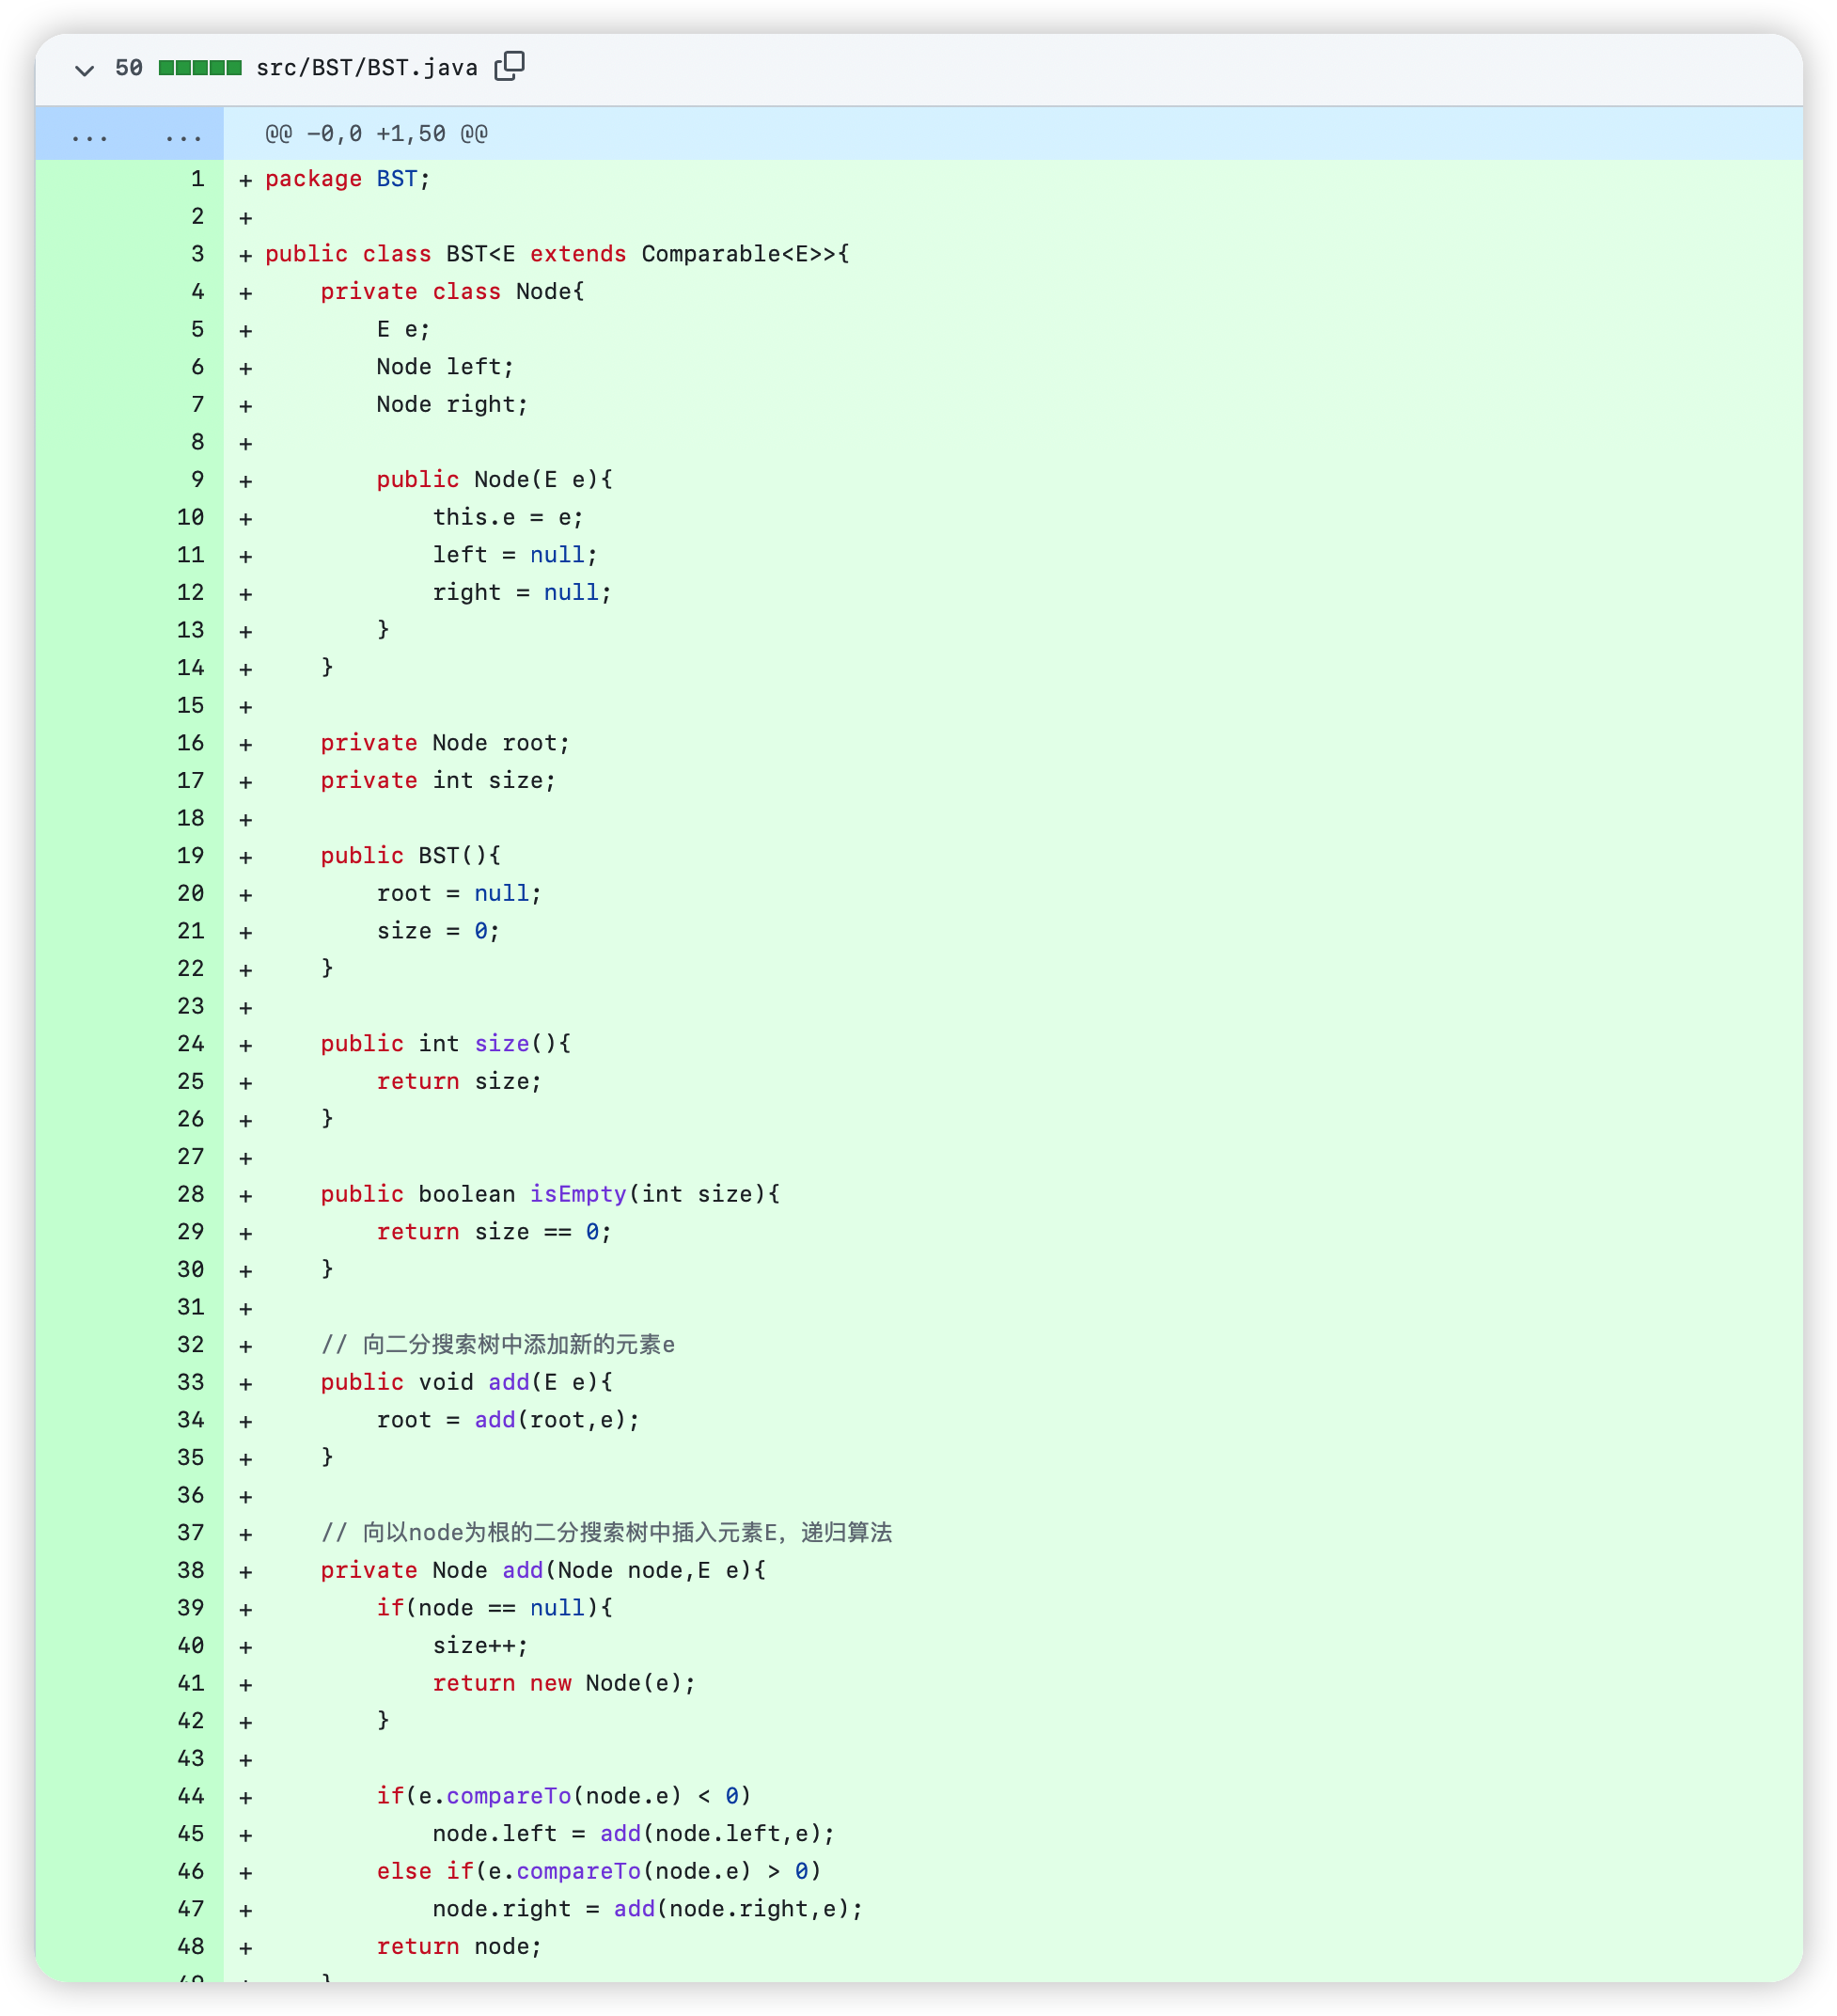 50 src/BST/BST.java
... ... @@ -0,0 +1,50 @@
1 + package BST;
2 +
3 + public class BST<E extends Comparable<E>>{
4 + private class Node{
5 + E e;
6 + Node left;
7 + Node right;
8 +
9 + public Node(E e){
10 + this.e = e;
11 + left = null;
12 + right = null;
13 + }
14 + }
15 +
16 + private Node root;
17 + private int size;
18 +
19 + public BST(){
20 + root = null;
21 + size = 0;
22 + }
23 +
24 + public int size(){
25 + return size;
26 + }
27 +
28 + public boolean isEmpty(int size){
29 + return size == 0;
30 + }
31 +
32 + // 向二分搜索树中添加新的元素e
33 + public void add(E e){
34 + root = add(root,e);
35 + }
36 +
37 + // 向以node为根的二分搜索树中插入元素E，递归算法
38 + private Node add(Node node,E e){
39 + if(node == null){
40 + size++;
41 + return new Node(e);
42 + }
43 +
44 + if(e.compareTo(node.e) < 0)
45 + node.left = add(node.left,e);
46 + else if(e.compareTo(node.e) > 0)
47 + node.right = add(node.right,e);
48 + return node;
49 + }